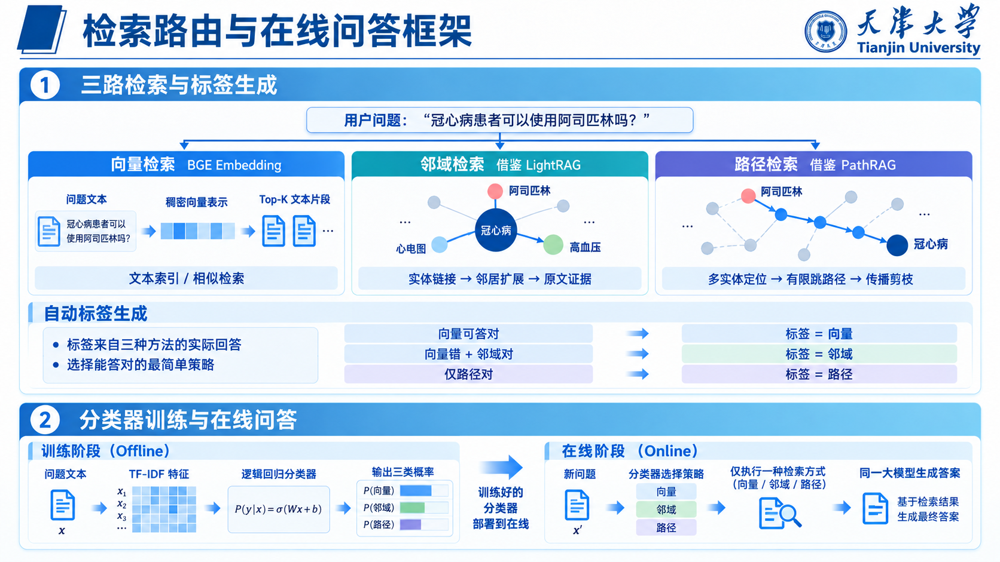 检索路由与在线问答框架
天津大学
Tianjin University
1 三路检索与标签生成
用户问题：“冠心病患者可以使用阿司匹林吗？”
向量检索 BGE Embedding
问题文本
冠心病患者可以
使用阿司匹林吗?
稠密向量表示
Top-K 文本片段
...
文本索引 / 相似检索
邻域检索 借鉴 LightRAG
阿司匹林
...
...
冠心病
心电图
高血压
实体链接 → 邻居扩展 → 原文证据
路径检索 借鉴 PathRAG
阿司匹林
...
...
冠心病
多实体定位 → 有限跳路径 → 传播剪枝
自动标签生成
• 标签来自三种方法的实际回答
• 选择能答对的最简单策略
向量可答对
标签 = 向量
向量错 + 邻域对
标签 = 邻域
仅路径对
标签 = 路径
2 分类器训练与在线问答
训练阶段（Offline）
问题文本
x
TF-IDF 特征
x₁
x₂
x₃
...
逻辑回归分类器
P(y|x) = σ(Wx + b)
输出三类概率
P(向量)
P(邻域)
P(路径)
训练好的
分类器
部署到在线
在线阶段（Online）
新问题
x′
分类器选择策略
向量
邻域
路径
仅执行一种检索方式
（向量 / 邻域 / 路径）
同一大模型生成答案
基于检索结果
生成最终答案